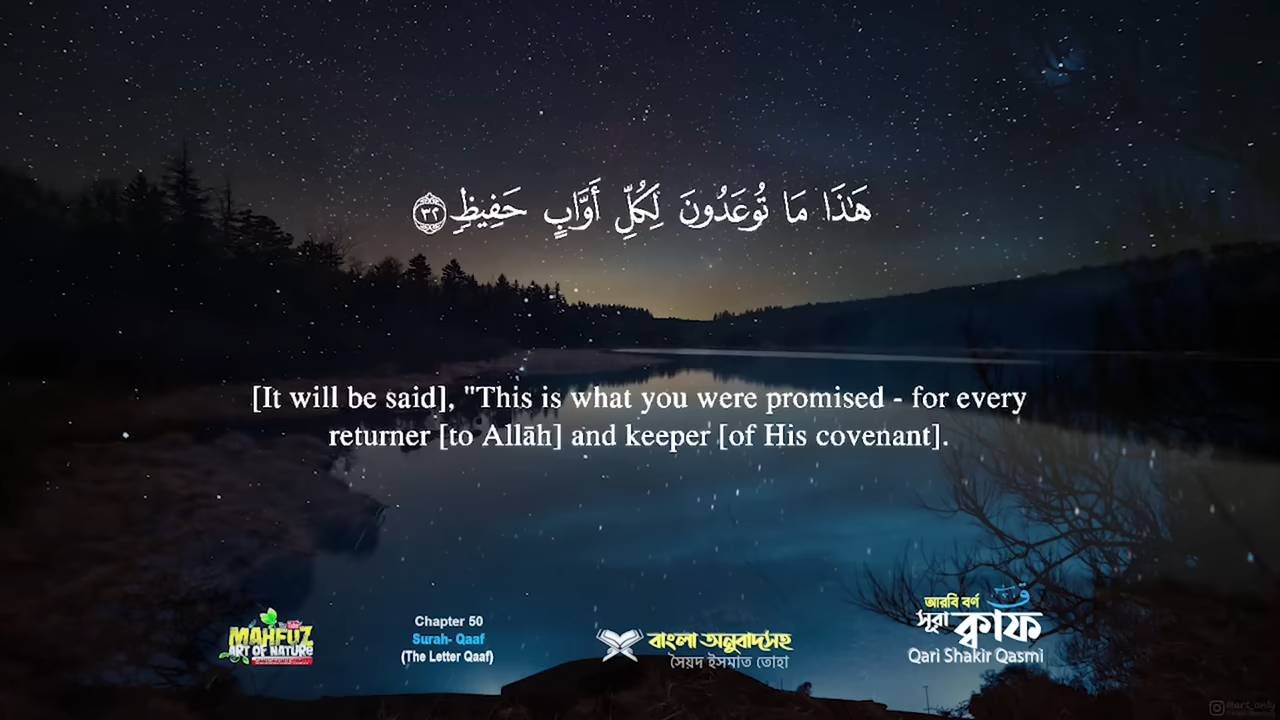 هَٰذَا مَا تُوعَدُونَ لِكُلِّ أَوَّابٍ حَفِيظٍ ٣٢
[It will be said], "This is what you were promised - for every
returner [to Allāh] and keeper [of His covenant].
MAHFUZ
ART OF NATURE
Chapter 50
Surah- Qaaf
(The Letter Qaaf)
বাংলা অনুবাদসহ
সৈয়দ ইসমাত তোহা
আরবি বর্ণ
সূরা ক্বাফ
Qari Shakir Qasmi